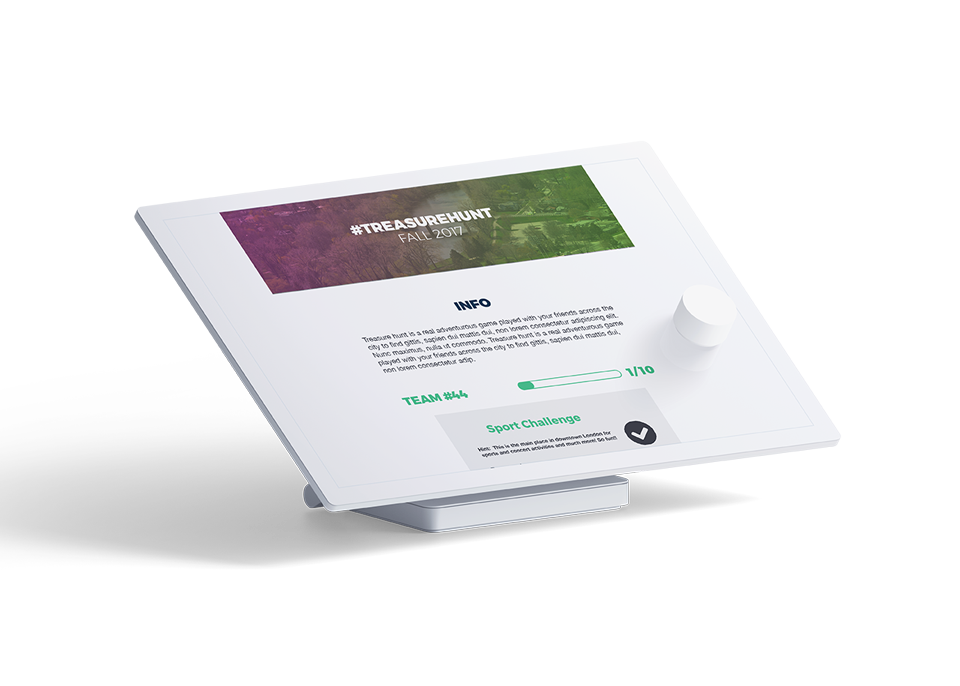 #TREASUREHUNT
FALL 2017
INFO
Treasure hunt is a real adventurous game played with your friends across the
city to find gittis, sapien dui mattis dui, non lorem consectetur adipiscing elit.
Nunc maximus, nulla ut commodo. Treasure hunt is a real adventurous game
played with your friends across the city to find gittis, sapien dui mattis dui,
non lorem consectetur adip.
TEAM #44
1/10
Sport Challenge
Hint: This is the main place in downtown London for
sports and concert activities and much more! Go fast!